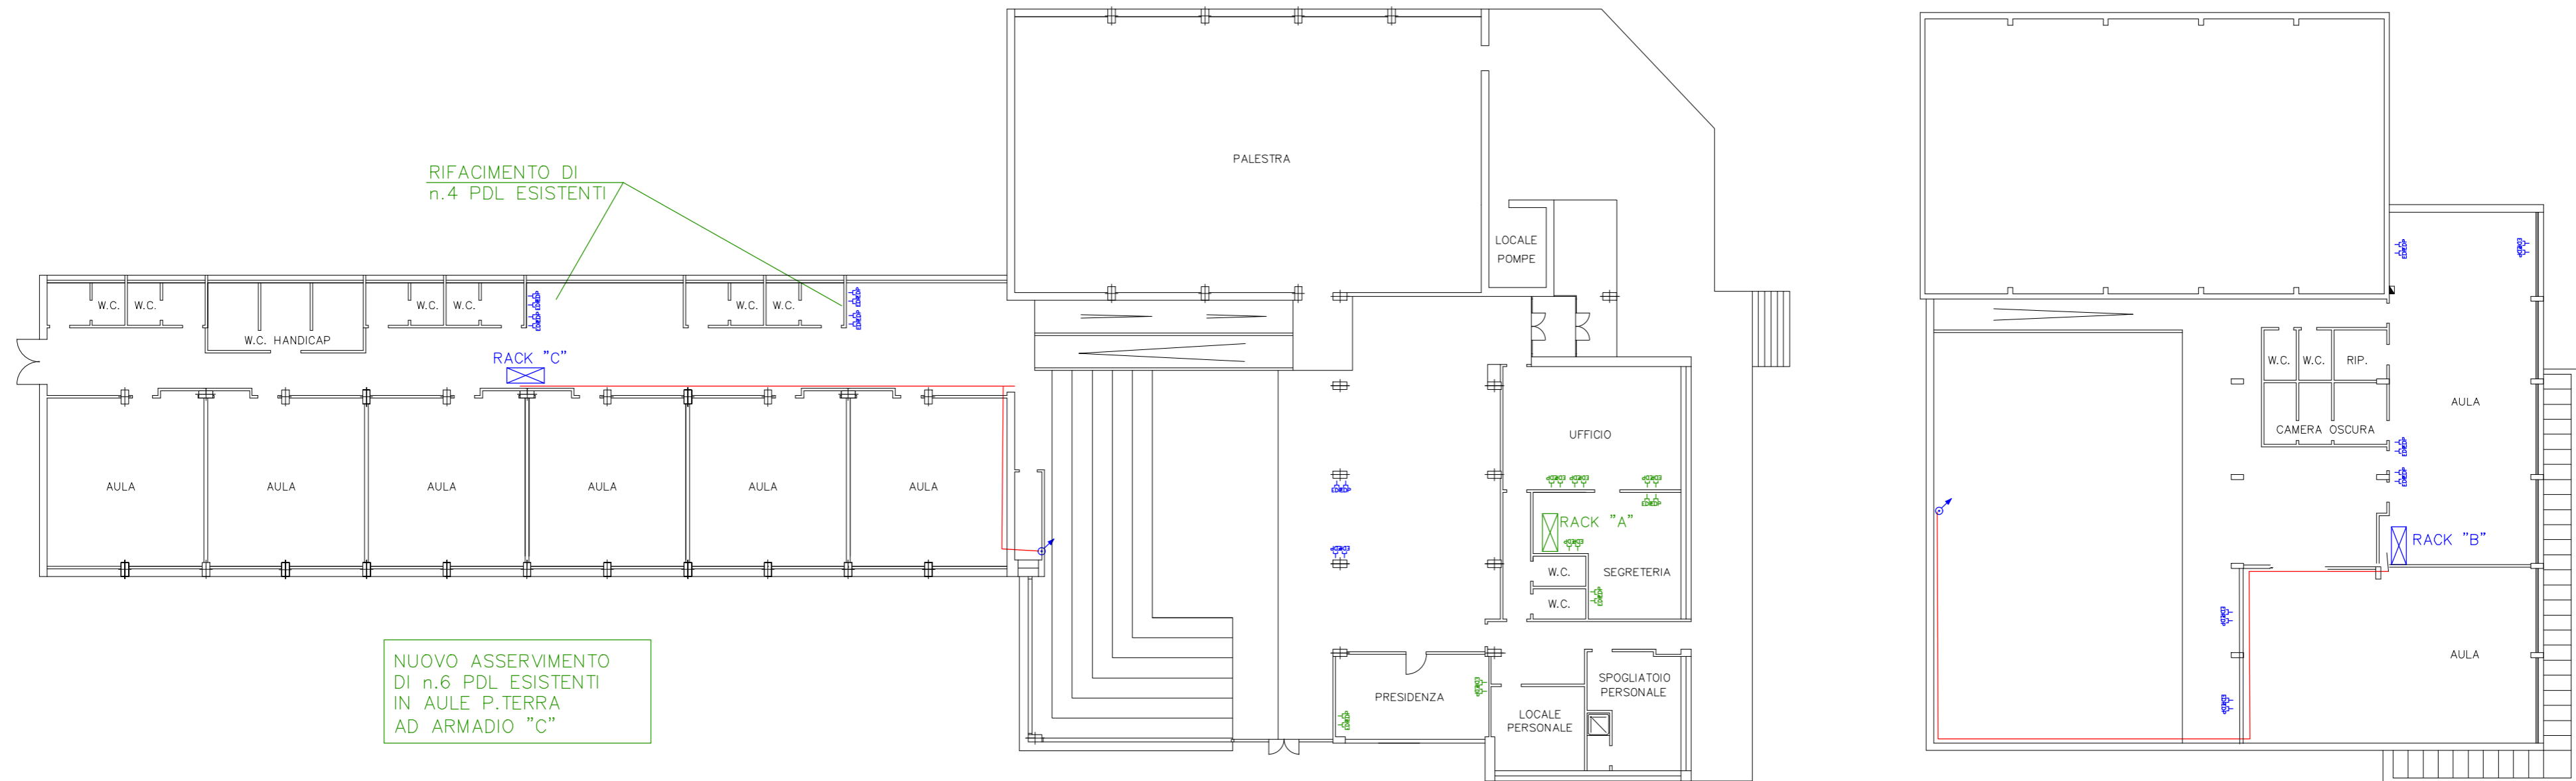 PALESTRA
RIFACIMENTO DI
n.4 PDL ESISTENTI
LOCALE
POMPE
W.C.
W.C.
W.C. HANDICAP
W.C.
W.C.
W.C.
W.C.
RACK "C"
AULA
AULA
AULA
AULA
AULA
AULA
UFFICIO
RACK "A"
W.C.
SEGRETERIA
W.C.
NUOVO ASSERVIMENTO
DI n.6 PDL ESISTENTI
IN AULE P.TERRA
AD ARMADIO "C"
PRESIDENZA
LOCALE
PERSONALE
SPOGLIATOIO
PERSONALE
W.C.
W.C.
RIP.
CAMERA OSCURA
AULA
RACK "B"
AULA